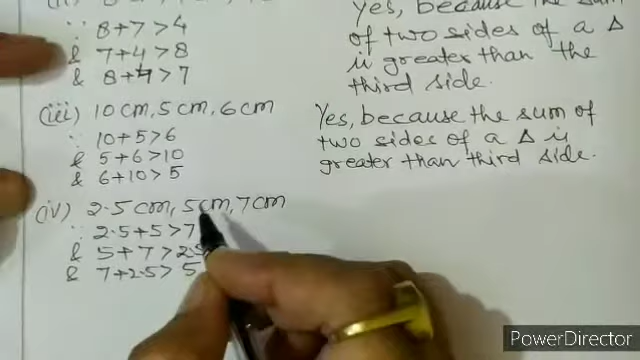 Yes, because the sum
of two sides of a Δ
is greater than the
third side.
∵ 8+7>4
& 7+4>8
& 8+4>7
(iii) 10 cm, 5 cm, 6 cm
∵ 10+5>6
& 5+6>10
& 6+10>5
Yes, because the sum of
two sides of a Δ is
greater than third side.
(iv) 2.5 cm, 5 cm, 7 cm
∵ 2.5+5>7
& 5+7>2.5
& 7+2.5>5
PowerDirector